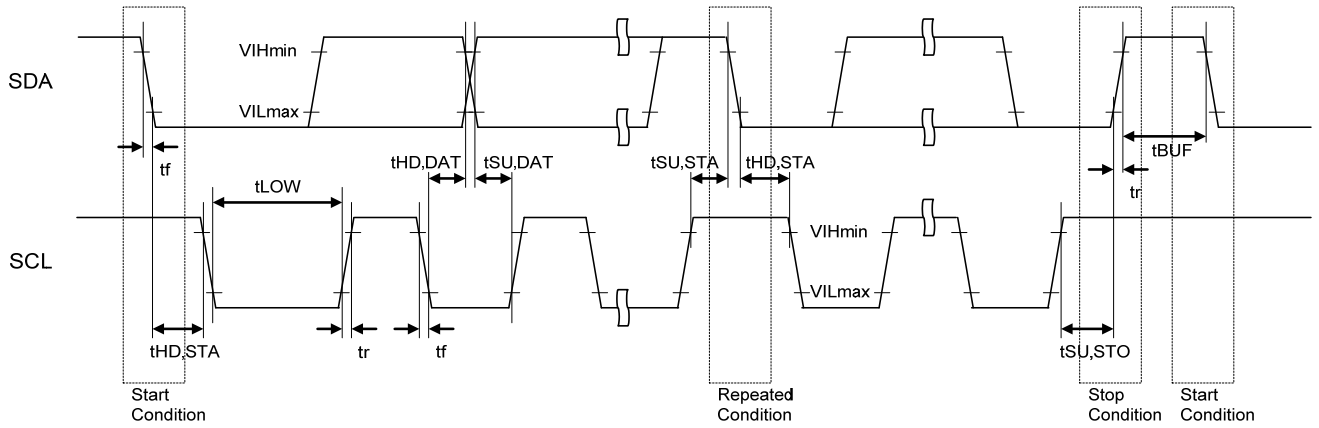 SDA
VIHmin
VILmax
tf
tHD,DAT
tSU,DAT
tSU,STA
tHD,STA
tBUF
tr
tLOW
SCL
VIHmin
VILmax
tHD,STA
tr
tf
tSU,STO
Start
Condition
Repeated
Condition
Stop
Condition
Start
Condition